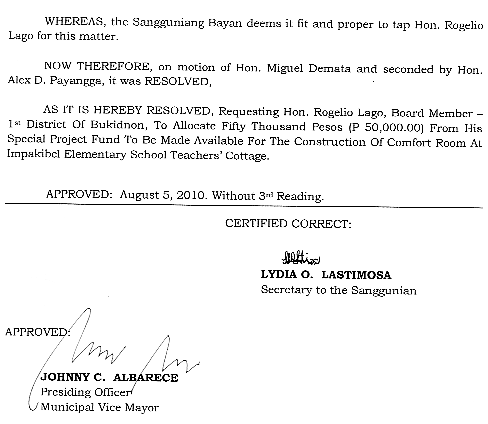 WHEREAS, the Sangguniang Bayan deems it fit and proper to tap Hon. Rogelio
Lago for this matter.
NOW THEREFORE, on motion of Hon. Miguel Demata and seconded by Hon.
Alex D. Payangga, it was RESOLVED,
AS IT IS HEREBY RESOLVED, Requesting Hon. Rogelio Lago, Board Member –
1st District Of Bukidnon, To Allocate Fifty Thousand Pesos (P 50,000.00) From His
Special Project Fund To Be Made Available For The Construction Of Comfort Room At
Impakibel Elementary School Teachers' Cottage.
APPROVED: August 5, 2010. Without 3rd Reading.
CERTIFIED CORRECT:
LYDIA O. LASTIMOSA
Secretary to the Sanggunian
APPROVED:
JOHNNY C. ALBARECE
Presiding Officer
Municipal Vice Mayor